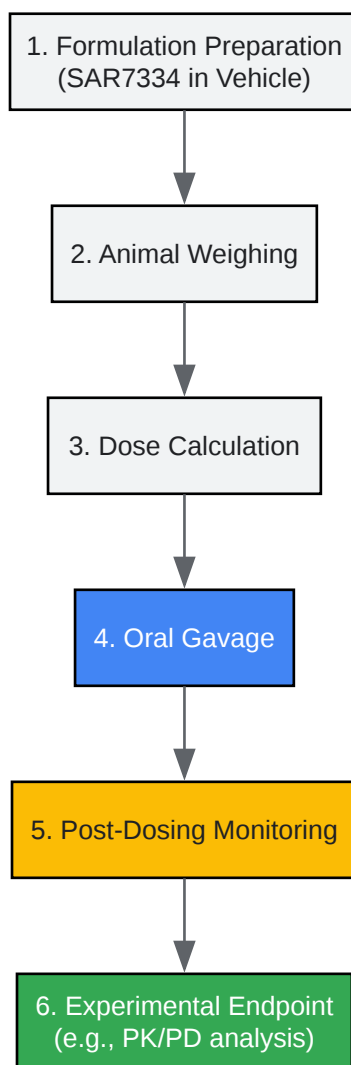 1. Formulation Preparation
(SAR7334 in Vehicle)
2. Animal Weighing
3. Dose Calculation
4. Oral Gavage
5. Post-Dosing Monitoring
6. Experimental Endpoint
(e.g., PK/PD analysis)